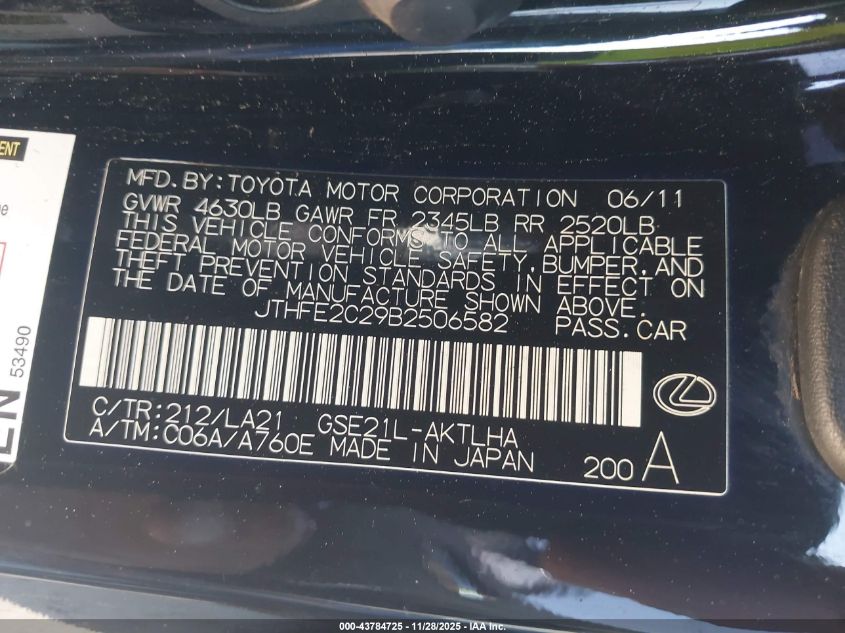 ENT
e
EN 53490
MFD.BY:TOYOTA MOTOR CORPORATION 06/11
GVWR 4630LB GAWR FR 2345LB RR 2520LB
THIS VEHICLE CONFORMS TO ALL APPLICABLE
FEDERAL MOTOR VEHICLE SAFETY,BUMPER,AND
THEFT PREVENTION STANDARDS IN EFFECT ON
THE DATE OF MANUFACTURE SHOWN ABOVE.
JTHFE2C29B2506582 PASS.CAR
C/TR:212/LA21 GSE21L-AKTLHA
A/TM:C06A/A760E MADE IN JAPAN 200 A
000-43784725 - 11/28/2025 - IAA Inc.